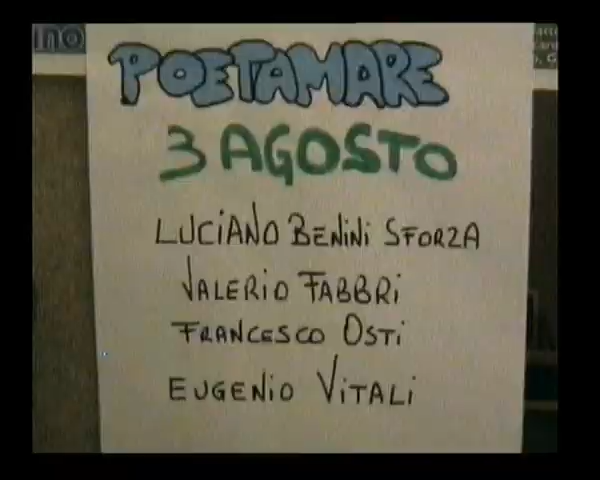 POETAMARE
3 AGOSTO
LUCIANO BENINI SFORZA
VALERIO FABBRI
FRANCESCO OSTI
EUGENIO VITALI